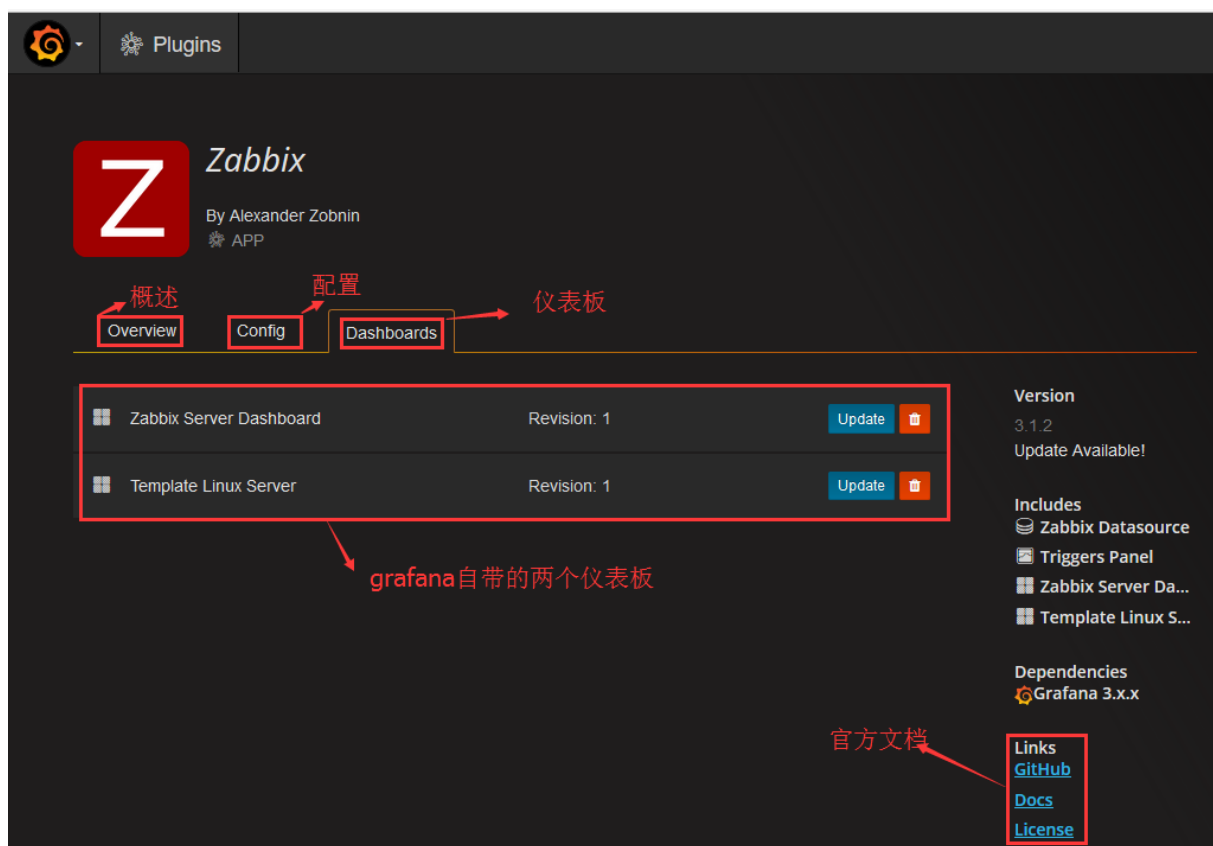 Plugins
Z
Zabbix
By Alexander Zobnin
APP
概述
配置
仪表板
Overview
Config
Dashboards
Zabbix Server Dashboard
Revision: 1
Update
Template Linux Server
Revision: 1
Update
grafana自带的两个仪表板
Version
3.1.2
Update Available!
Includes
Zabbix Datasource
Triggers Panel
Zabbix Server Da...
Template Linux S...
Dependencies
Grafana 3.x.x
官方文档
Links
GitHub
Docs
License